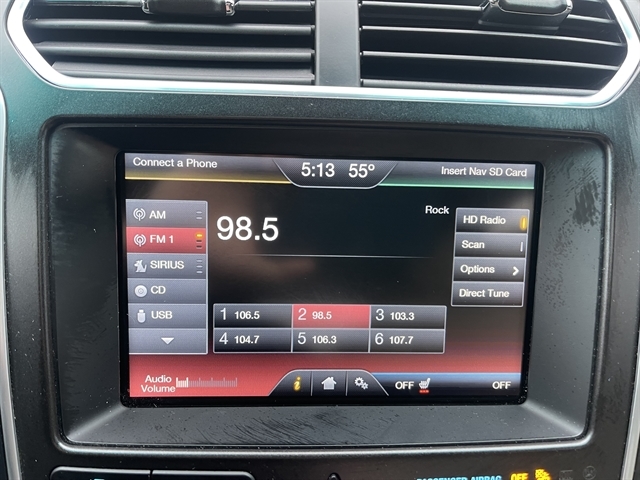 Connect a Phone 5:13 55° Insert Nav SD Card
AM
FM 1
SIRIUS
CD
USB
98.5
Rock
HD Radio
Scan
Options
Direct Tune
1 106.5 2 98.5 3 103.3
4 104.7 5 106.3 6 107.7
Audio
Volume
i
OFF OFF
PASSENGER AIRBAG OFF